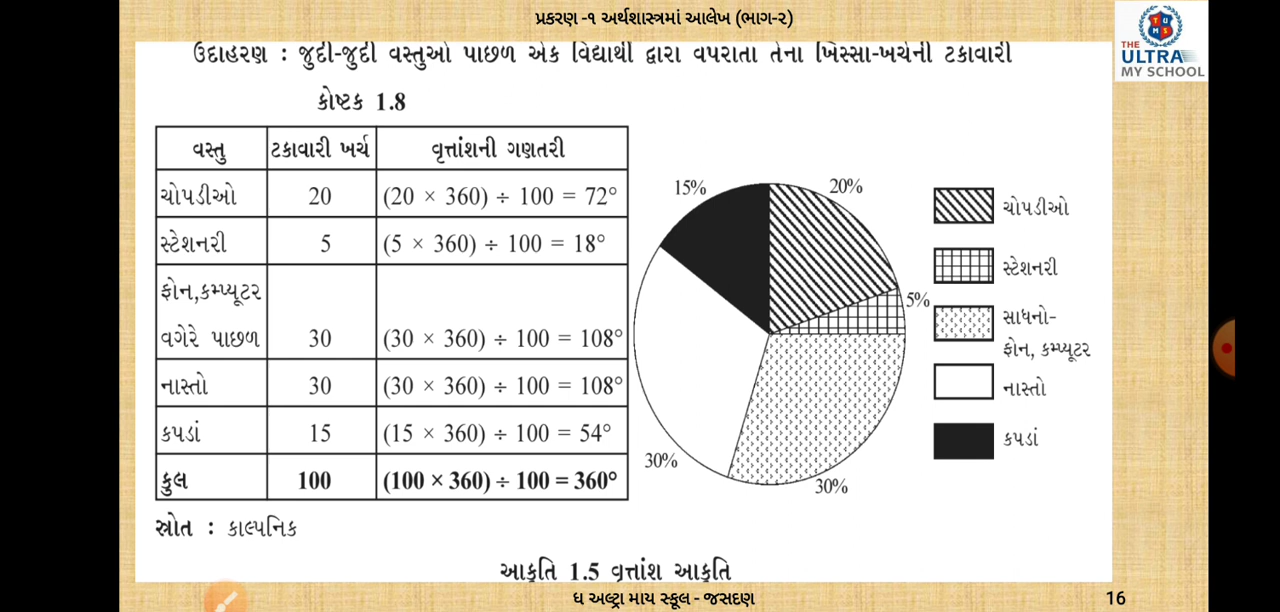 પ્રકરણ -૧ અર્થશાસ્ત્રમાં આલેખ (ભાગ-૨)
TUMS
THE
ULTRA
MY SCHOOL
ઉદાહરણ : જુદી-જુદી વસ્તુઓ પાછળ એક વિદ્યાર્થી દ્વારા વપરાતા તેના ખિસ્સા-ખર્ચની ટકાવારી
કોષ્ટક 1.8
વસ્તુ ટકાવારી ખર્ચ વૃત્તાંશની ગણતરી
ચોપડીઓ 20 (20 × 360) ÷ 100 = 72°
સ્ટેશનરી 5 (5 × 360) ÷ 100 = 18°
ફોન,કમ્પ્યૂટર
વગેરે પાછળ 30 (30 × 360) ÷ 100 = 108°
નાસ્તો 30 (30 × 360) ÷ 100 = 108°
કપડાં 15 (15 × 360) ÷ 100 = 54°
કુલ 100 (100 × 360) ÷ 100 = 360°
સ્રોત : કાલ્પનિક
15%
20%
5%
30%
30%
ચોપડીઓ
સ્ટેશનરી
સાધનો-
ફોન, કમ્પ્યૂટર
નાસ્તો
કપડાં
આકૃતિ 1.5 વૃત્તાંશ આકૃતિ
ધ અલ્ટ્રા માય સ્કૂલ - જસદણ
16